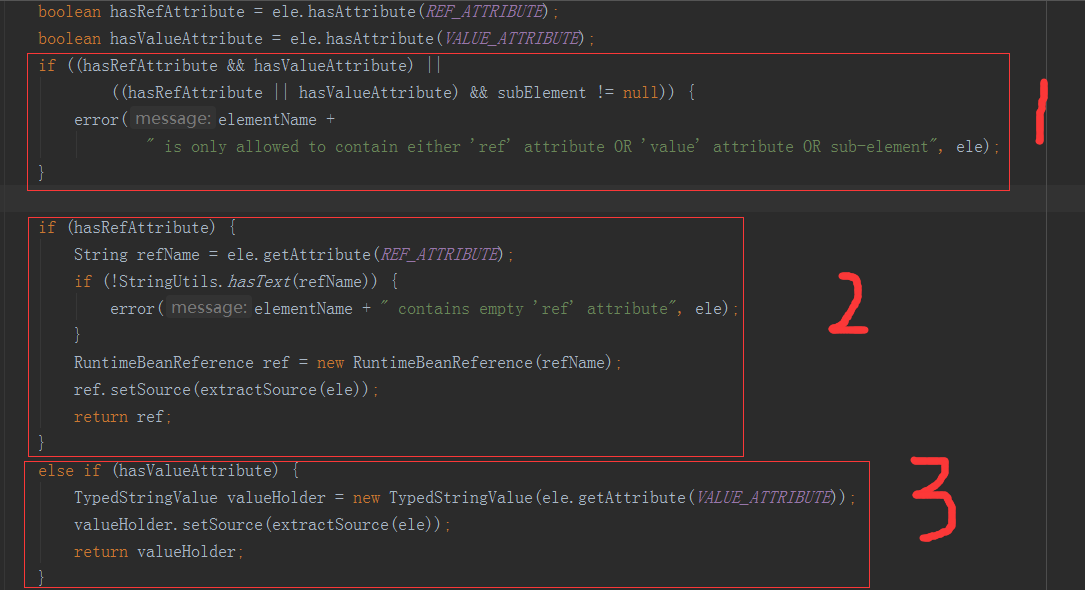 boolean hasRefAttribute = ele.hasAttribute(REF_ATTRIBUTE);
boolean hasValueAttribute = ele.hasAttribute(VALUE_ATTRIBUTE);
if ((hasRefAttribute && hasValueAttribute) ||
((hasRefAttribute || hasValueAttribute) && subElement != null)) {
error( message: elementName +
" is only allowed to contain either 'ref' attribute OR 'value' attribute OR sub-element", ele);
}
1
if (hasRefAttribute) {
String refName = ele.getAttribute(REF_ATTRIBUTE);
if (!StringUtils.hasText(refName)) {
error( message: elementName + " contains empty 'ref' attribute", ele);
}
RuntimeBeanReference ref = new RuntimeBeanReference(refName);
ref.setSource(extractSource(ele));
return ref;
}
2
else if (hasValueAttribute) {
TypedStringValue valueHolder = new TypedStringValue(ele.getAttribute(VALUE_ATTRIBUTE));
valueHolder.setSource(extractSource(ele));
return valueHolder;
}
3